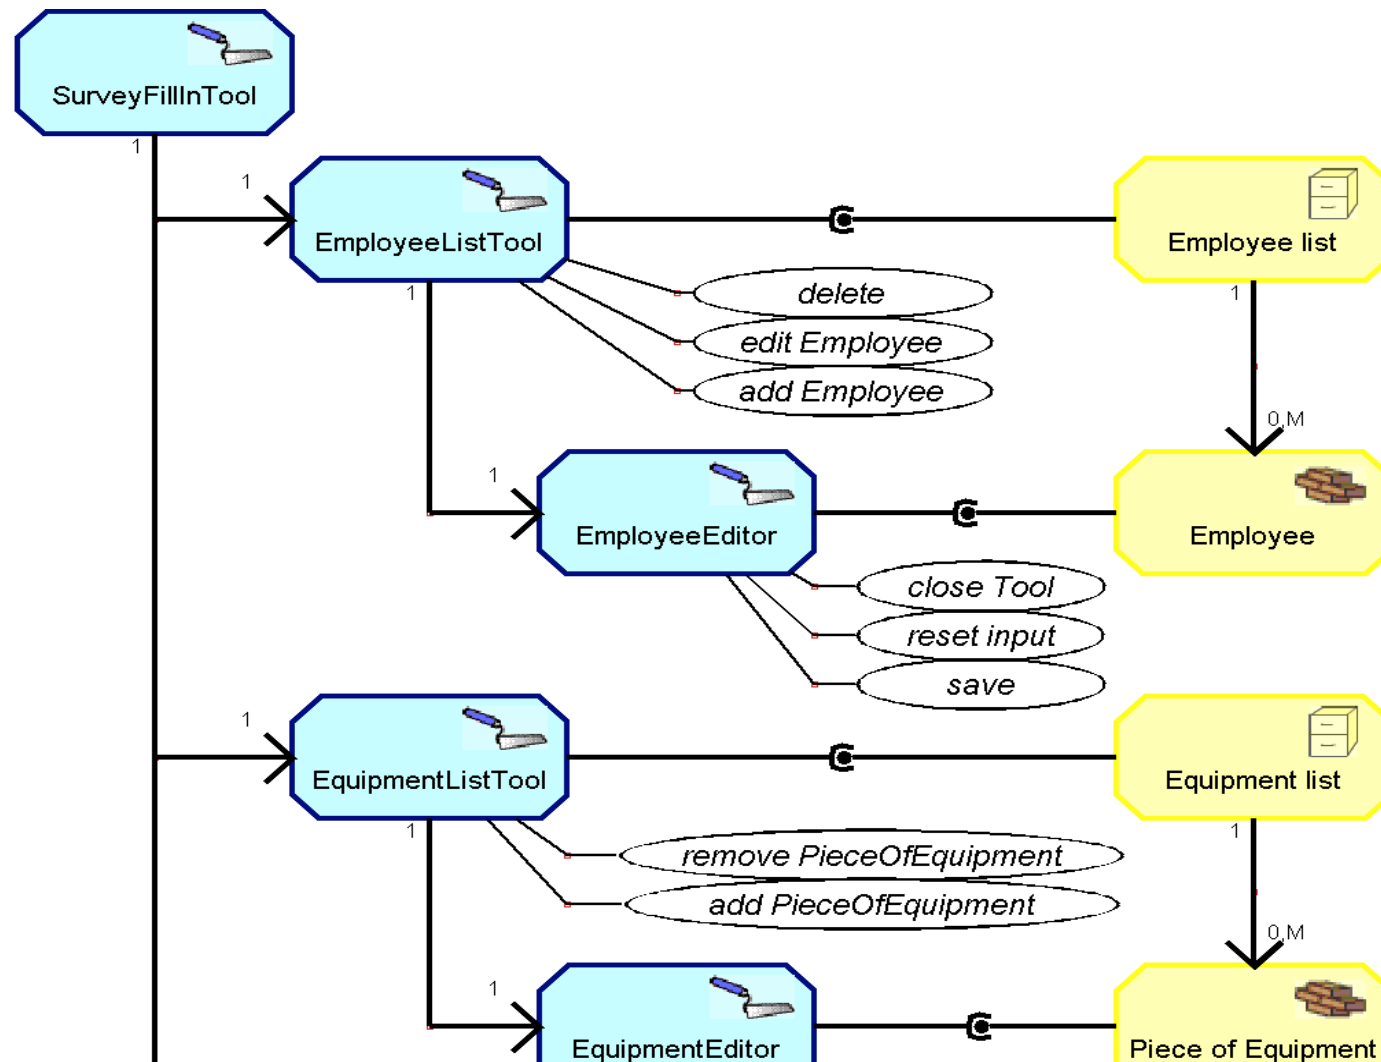 SurveyFillInTool
1
1
EmployeeListTool
Employee list
1
delete
1
edit Employee
add Employee
0,M
1
EmployeeEditor
Employee
close Tool
reset input
save
1
EquipmentListTool
Equipment list
1
1
remove PieceOfEquipment
add PieceOfEquipment
0,M
1
EquipmentEditor
Piece of Equipment